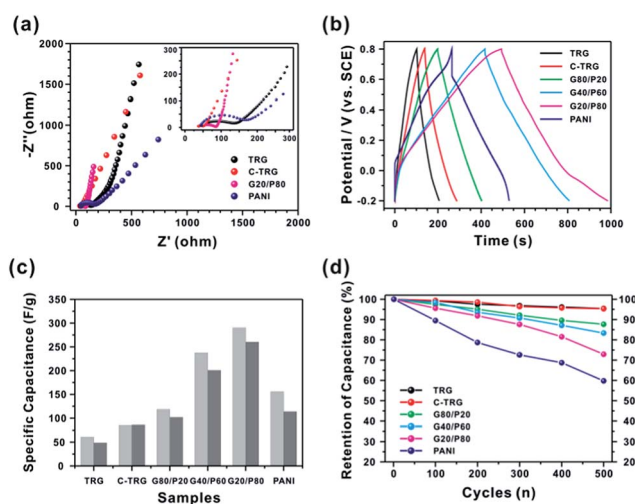 (a)
2000
1500
1000
500
0
-Z''(ohm)
300
200
100
0
0 100 200 300
TRG
C-TRG
G20/P80
PANI
0 500 1000 1500 2000
Z' (ohm)
(b)
Potential / V (vs. SCE)
1.0
0.8
0.6
0.4
0.2
0.0
-0.2
TRG
C-TRG
G80/P20
G40/P60
G20/P80
PANI
0 200 400 600 800 1000
Time (s)
(c)
Specific Capacitance (F/g)
350
300
250
200
150
100
50
0
TRG C-TRG G80/P20 G40/P60 G20/P80 PANI
Samples
(d)
Retention of Capacitance (%)
100
90
80
70
60
50
40
30
20
TRG
C-TRG
G80/P20
G40/P60
G20/P80
PANI
100
90
80
70
60
50
40
30
20
0 100 200 300 400 500
Cycles (n)